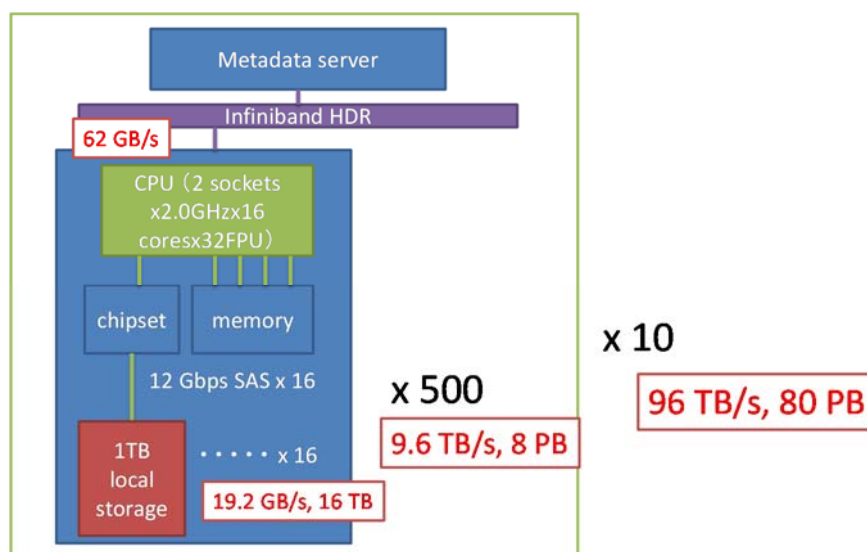 Metadata server
Infiniband HDR
62 GB/s
CPU（2 sockets
x2.0GHzx16
coresx32FPU）
chipset
memory
12 Gbps SAS x 16
1TB
local
storage
・・・・・ x 16
19.2 GB/s, 16 TB
x 500
9.6 TB/s, 8 PB
x 10
96 TB/s, 80 PB